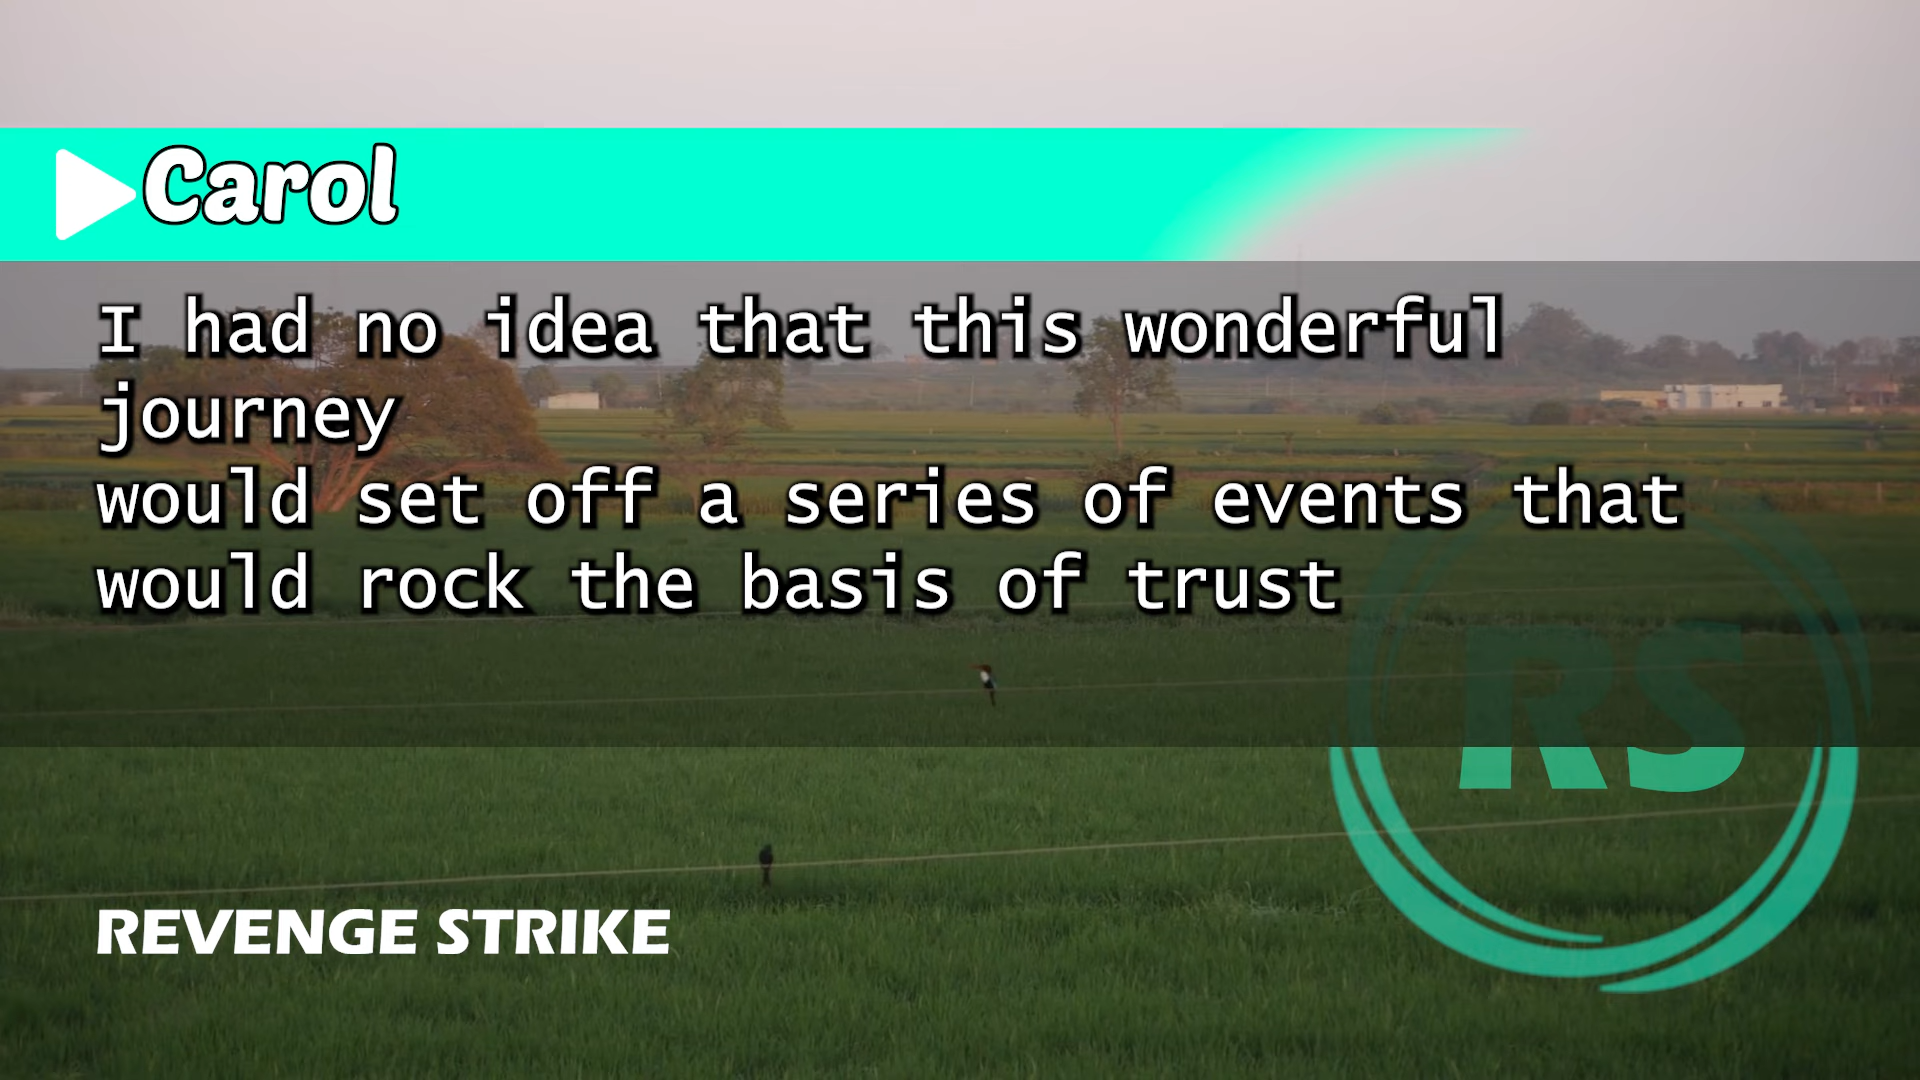 Carol
I had no idea that this wonderful
journey
would set off a series of events that
would rock the basis of trust
RS
REVENGE STRIKE